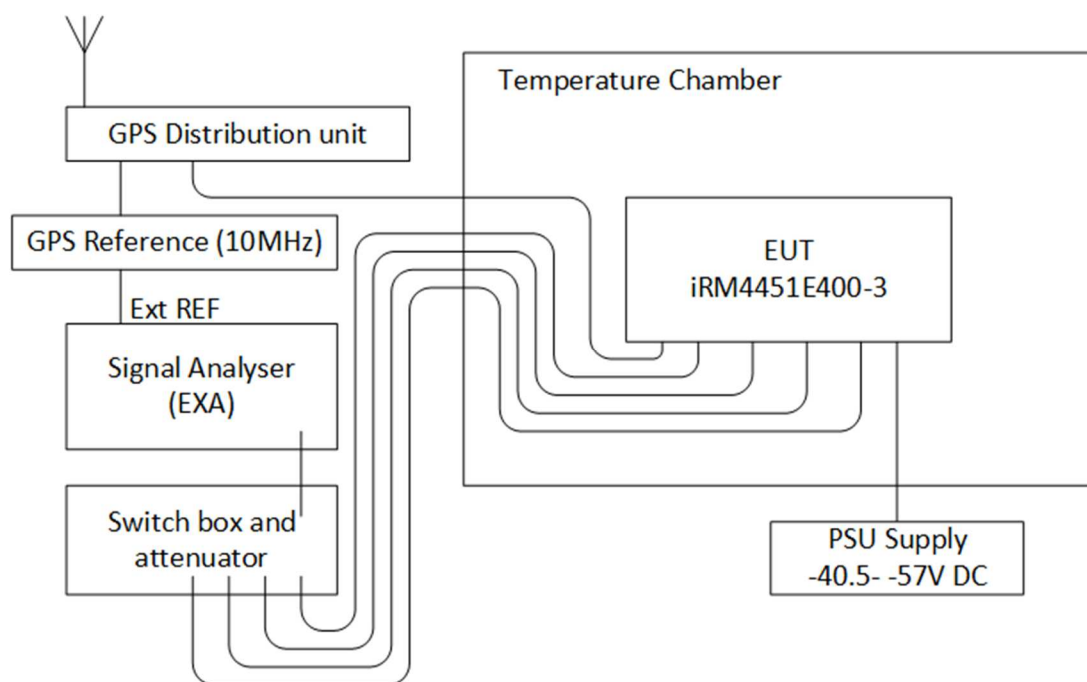 Temperature Chamber
GPS Distribution unit
GPS Reference (10MHz)
EUT
iRM4451E400-3
Ext REF
Signal Analyser
(EXA)
Switch box and
attenuator
PSU Supply
-40.5- -57V DC